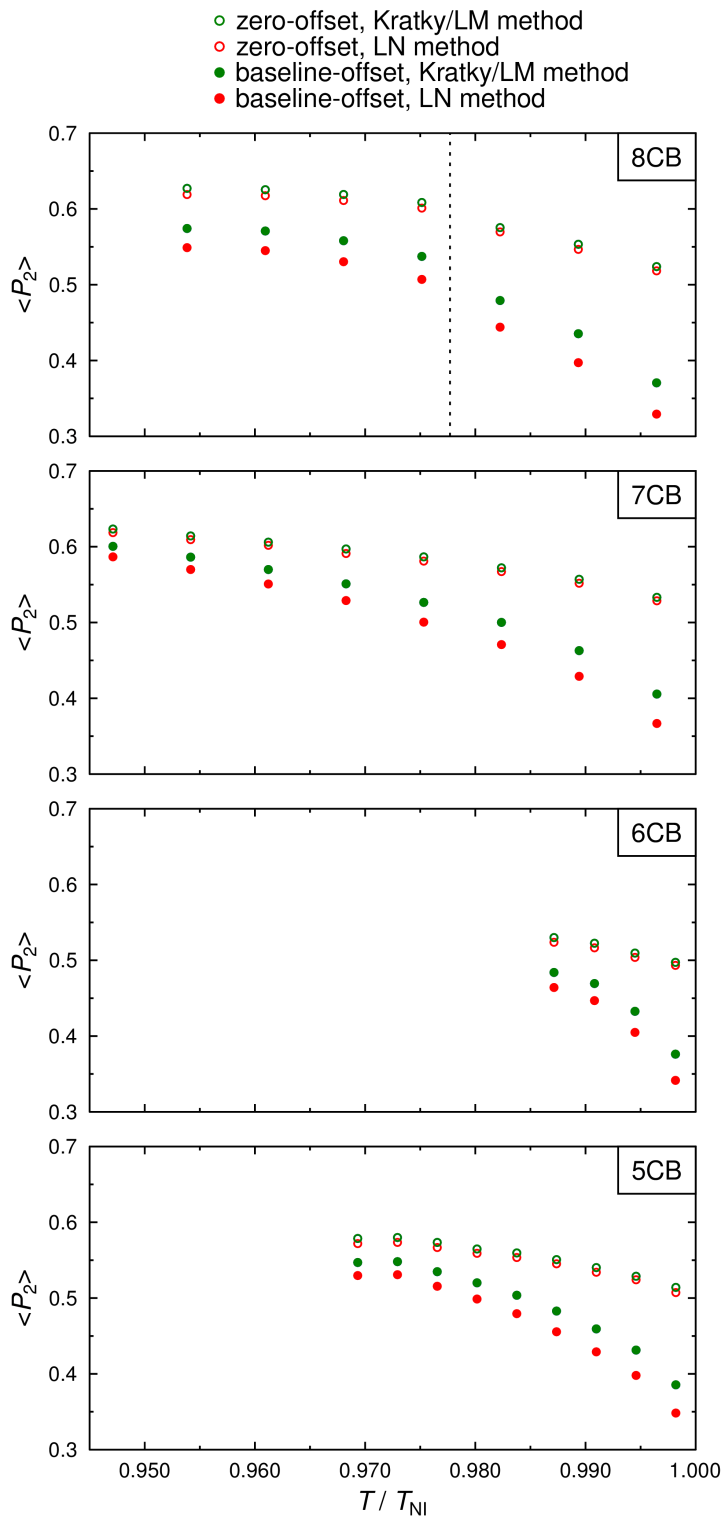 zero-offset, Kratky/LM method
zero-offset, LN method
baseline-offset, Kratky/LM method
baseline-offset, LN method
8CB
0.7
0.6
0.5
0.4
0.3
<P2>
7CB
0.7
0.6
0.5
0.4
0.3
<P2>
6CB
0.7
0.6
0.5
0.4
0.3
<P2>
5CB
0.7
0.6
0.5
0.4
0.3
<P2>
0.950 0.960 0.970 0.980 0.990 1.000
T / TNI